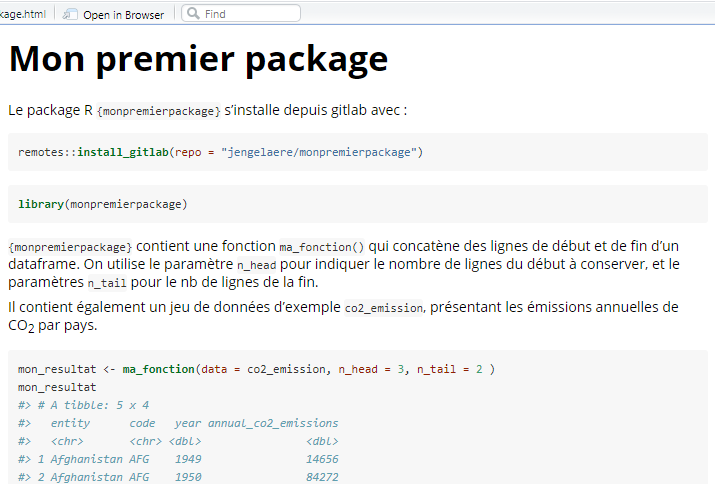 kage.html Open in Browser Find
Mon premier package
Le package R {monpremierpackage} s'installe depuis gitlab avec :
remotes::install_gitlab(repo = "jengelaere/monpremierpackage")
library(monpremierpackage)
{monpremierpackage} contient une fonction ma_fonction() qui concatène des lignes de début et de fin d'un
dataframe. On utilise le paramètre n_head pour indiquer le nombre de lignes du début à conserver, et le
paramètres n_tail pour le nb de lignes de la fin.
Il contient également un jeu de données d'exemple co2_emission, présentant les émissions annuelles de
CO2 par pays.
mon_resultat <- ma_fonction(data = co2_emission, n_head = 3, n_tail = 2 )
mon_resultat
#> # A tibble: 5 x 4
#>   entity      code   year annual_co2_emissions
#>   <chr>       <chr> <dbl>                <dbl>
#> 1 Afghanistan AFG    1949                14656
#> 2 Afghanistan AFG    1950                84272